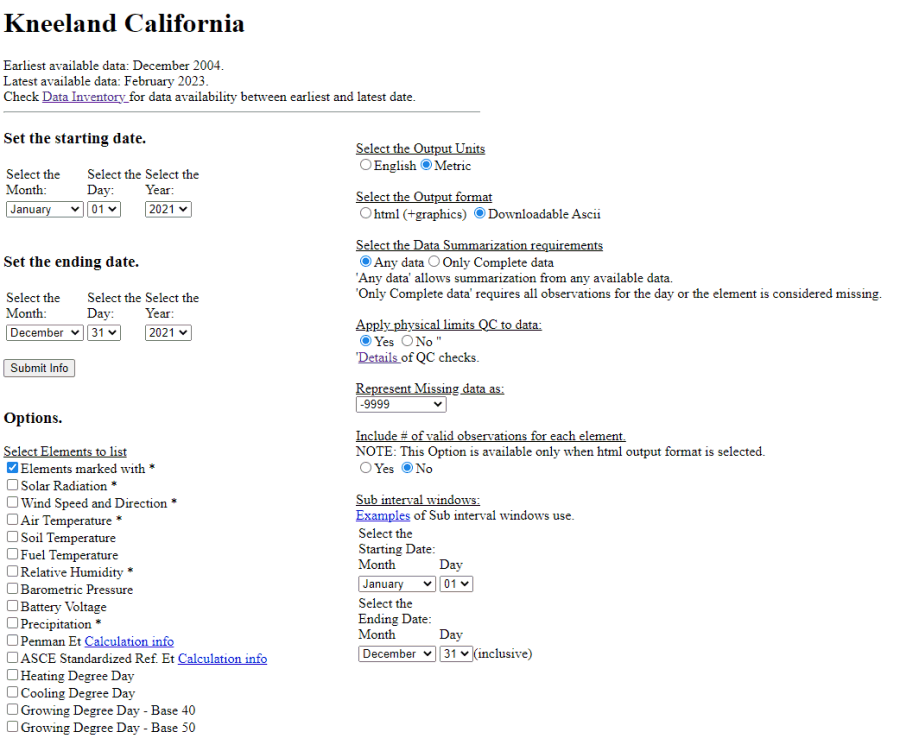 Kneeland California
Earliest available data: December 2004.
Latest available data: February 2023.
Check Data Inventory for data availability between earliest and latest date.
Set the starting date.
Select the Month: Select the Day: Select the Year:
January 01 2021
Set the ending date.
Select the Month: Select the Day: Select the Year:
December 31 2021
Submit Info
Options.
Select Elements to list
Elements marked with *
Solar Radiation *
Wind Speed and Direction *
Air Temperature *
Soil Temperature
Fuel Temperature
Relative Humidity *
Barometric Pressure
Battery Voltage
Precipitation *
Penman Et Calculation info
ASCE Standardized Ref. Et Calculation info
Heating Degree Day
Cooling Degree Day
Growing Degree Day - Base 40
Growing Degree Day - Base 50
Select the Output Units
English Metric
Select the Output format
html (+graphics) Downloadable Ascii
Select the Data Summarization requirements
Any data Only Complete data
'Any data' allows summarization from any available data.
'Only Complete data' requires all observations for the day or the element is considered missing.
Apply physical limits QC to data:
Yes No "
'Details of QC checks.
Represent Missing data as:
-9999
Include # of valid observations for each element.
NOTE: This Option is available only when html output format is selected.
Yes No
Sub interval windows:
Examples of Sub interval windows use.
Select the
Starting Date:
Month Day
January 01
Select the
Ending Date:
Month Day
December 31 (inclusive)